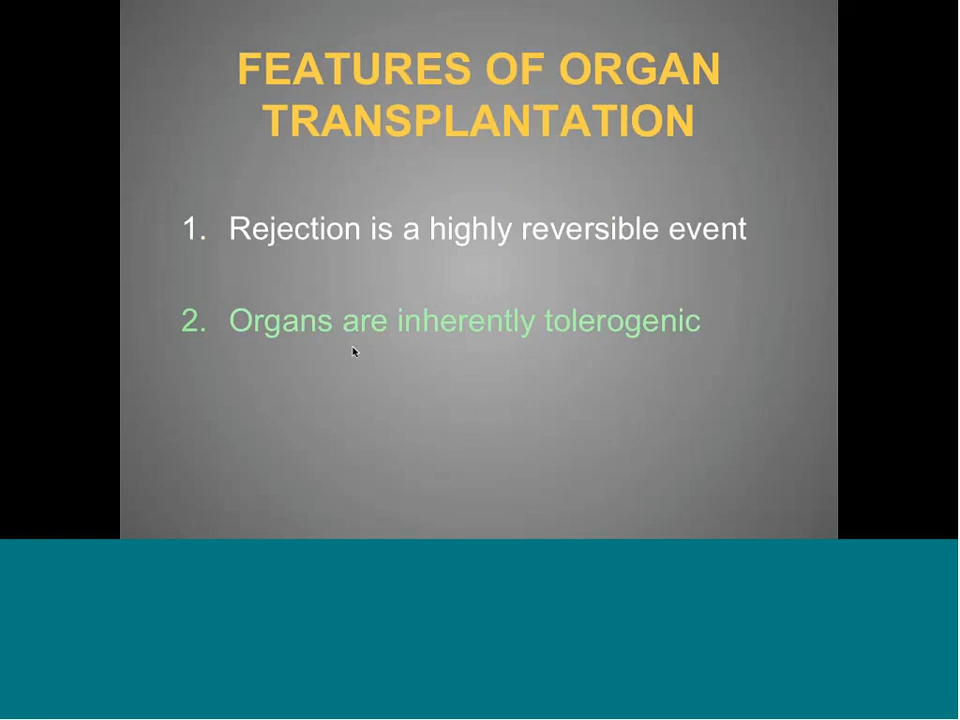 FEATURES OF ORGAN
TRANSPLANTATION
1. Rejection is a highly reversible event
2. Organs are inherently tolerogenic